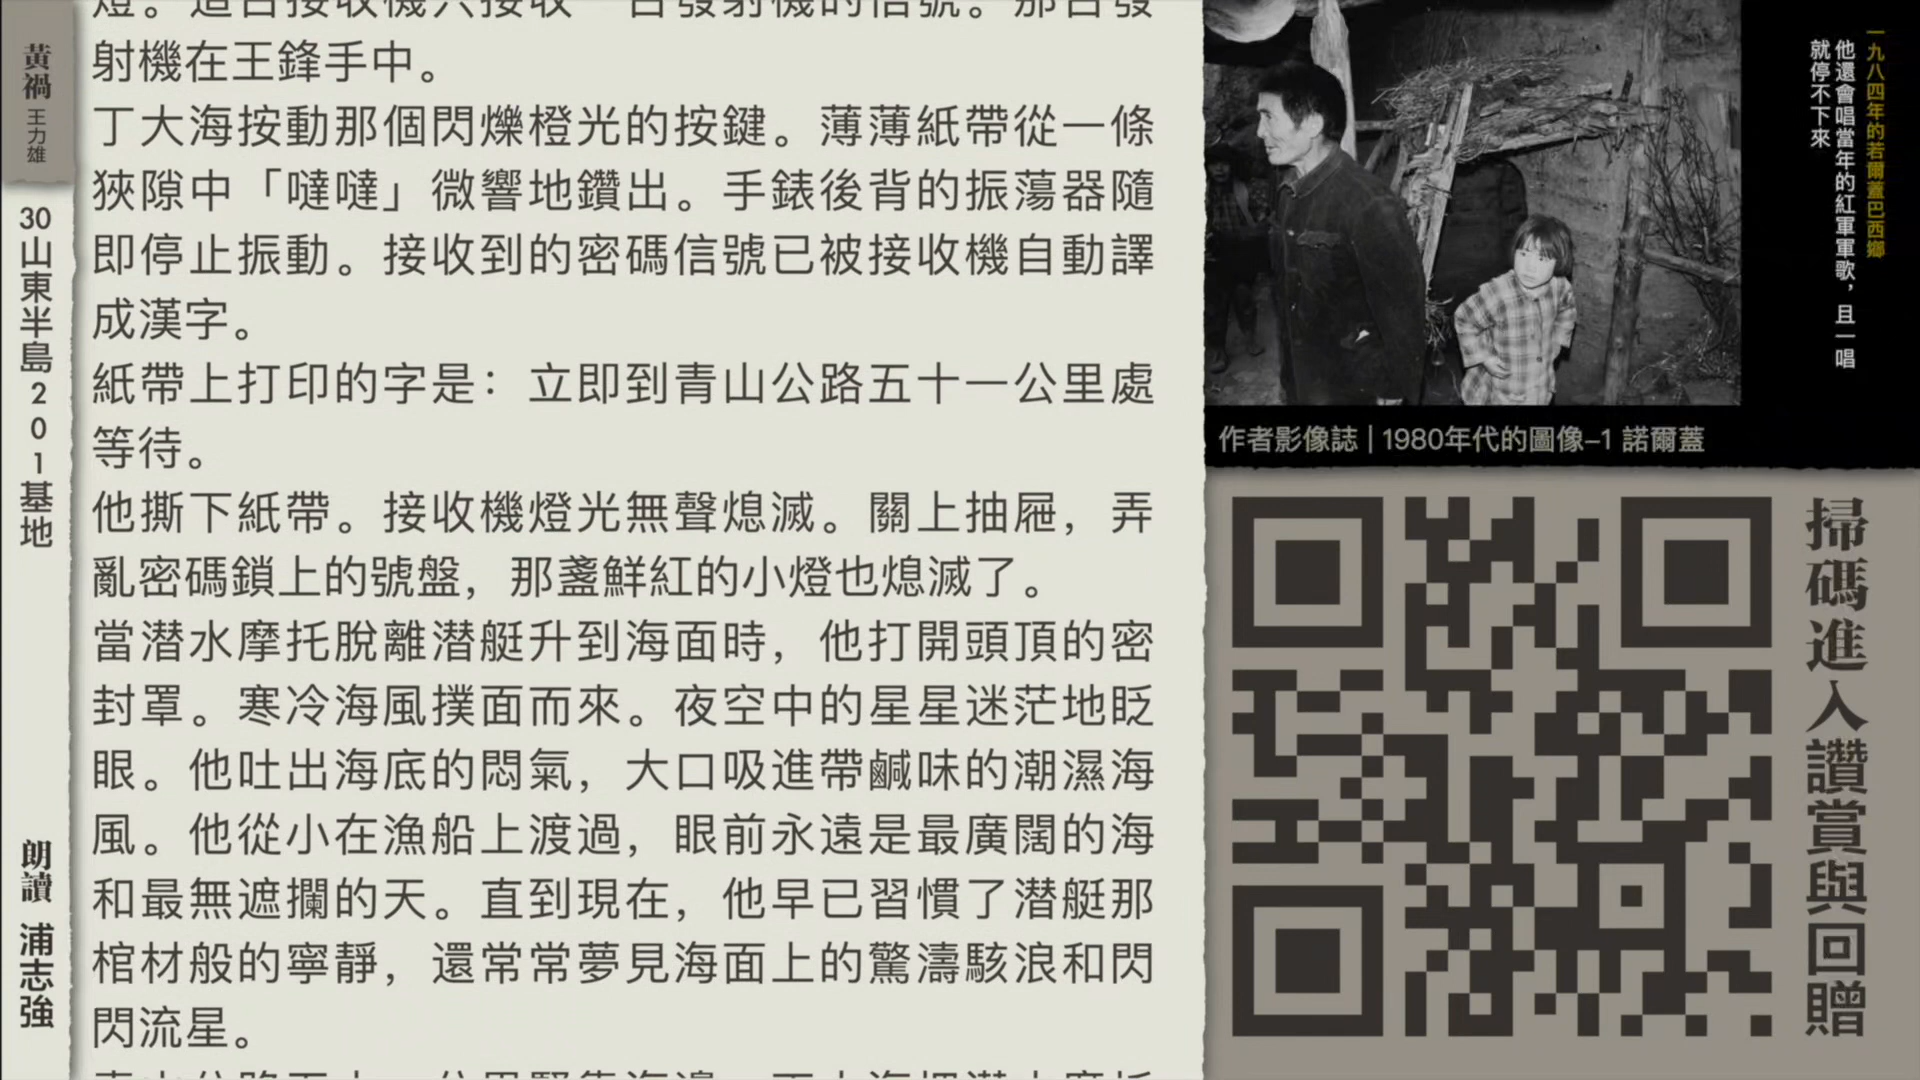 黃禍
王力雄
30山東半島201基地
朗讀 浦志強
射機在王鋒手中。
丁大海按動那個閃爍橙光的按鍵。薄薄紙帶從一條
狹隙中「噠噠」微響地鑽出。手錶後背的振蕩器隨
即停止振動。接收到的密碼信號已被接收機自動譯
成漢字。
紙帶上打印的字是：立即到青山公路五十一公里處
等待。
他撕下紙帶。接收機燈光無聲熄滅。關上抽屜，弄
亂密碼鎖上的號盤，那盞鮮紅的小燈也熄滅了。
當潛水摩托脫離潛艇升到海面時，他打開頭頂的密
封罩。寒冷海風撲面而來。夜空中的星星迷茫地眨
眼。他吐出海底的悶氣，大口吸進帶鹹味的潮濕海
風。他從小在漁船上渡過，眼前永遠是最廣闊的海
和最無遮攔的天。直到現在，他早已習慣了潛艇那
棺材般的寧靜，還常常夢見海面上的驚濤駭浪和閃
閃流星。
一九八四年的若爾蓋巴西鄉
他還會唱當年的紅軍軍歌，且一唱
就停不下來
作者影像誌｜1980年代的圖像–1 諾爾蓋
掃碼進入讚賞與回贈